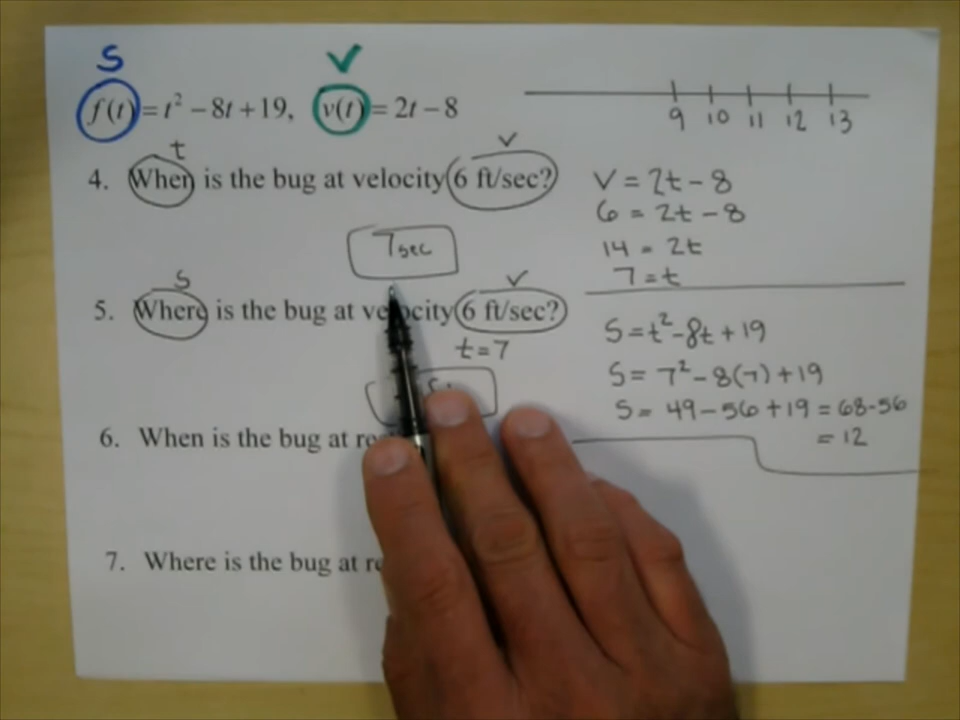 S V
f(t) = t² − 8t + 19, v(t) = 2t − 8
9 10 11 12 13
t v
4. When is the bug at velocity 6 ft/sec?
V = 2t − 8
6 = 2t − 8
14 = 2t
7 = t
7 sec
s v
5. Where is the bug at velocity 6 ft/sec?
t = 7
S = t² − 8t + 19
S = 7² − 8(7) + 19
S = 49 − 56 + 19 = 68 - 56
= 12
6. When is the bug at
7. Where is the bug at